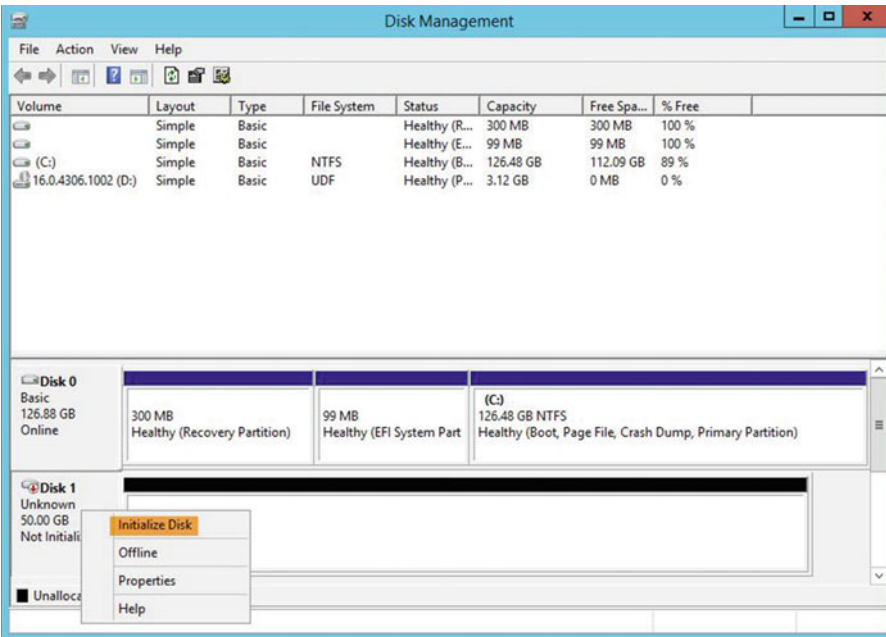 Disk Management
File Action View Help
Volume Layout Type File System Status Capacity Free Spa... % Free
Simple Basic Healthy (R... 300 MB 300 MB 100 %
Simple Basic Healthy (E... 99 MB 99 MB 100 %
(C:) Simple Basic NTFS Healthy (B... 126.48 GB 112.09 GB 89 %
16.0.4306.1002 (D:) Simple Basic UDF Healthy (P... 3.12 GB 0 MB 0 %
Disk 0
Basic
126.88 GB
Online
300 MB
Healthy (Recovery Partition)
99 MB
Healthy (EFI System Part
(C:)
126.48 GB NTFS
Healthy (Boot, Page File, Crash Dump, Primary Partition)
Disk 1
Unknown
50.00 GB
Not Initiali
Initialize Disk
Offline
Properties
Help
Unalloca